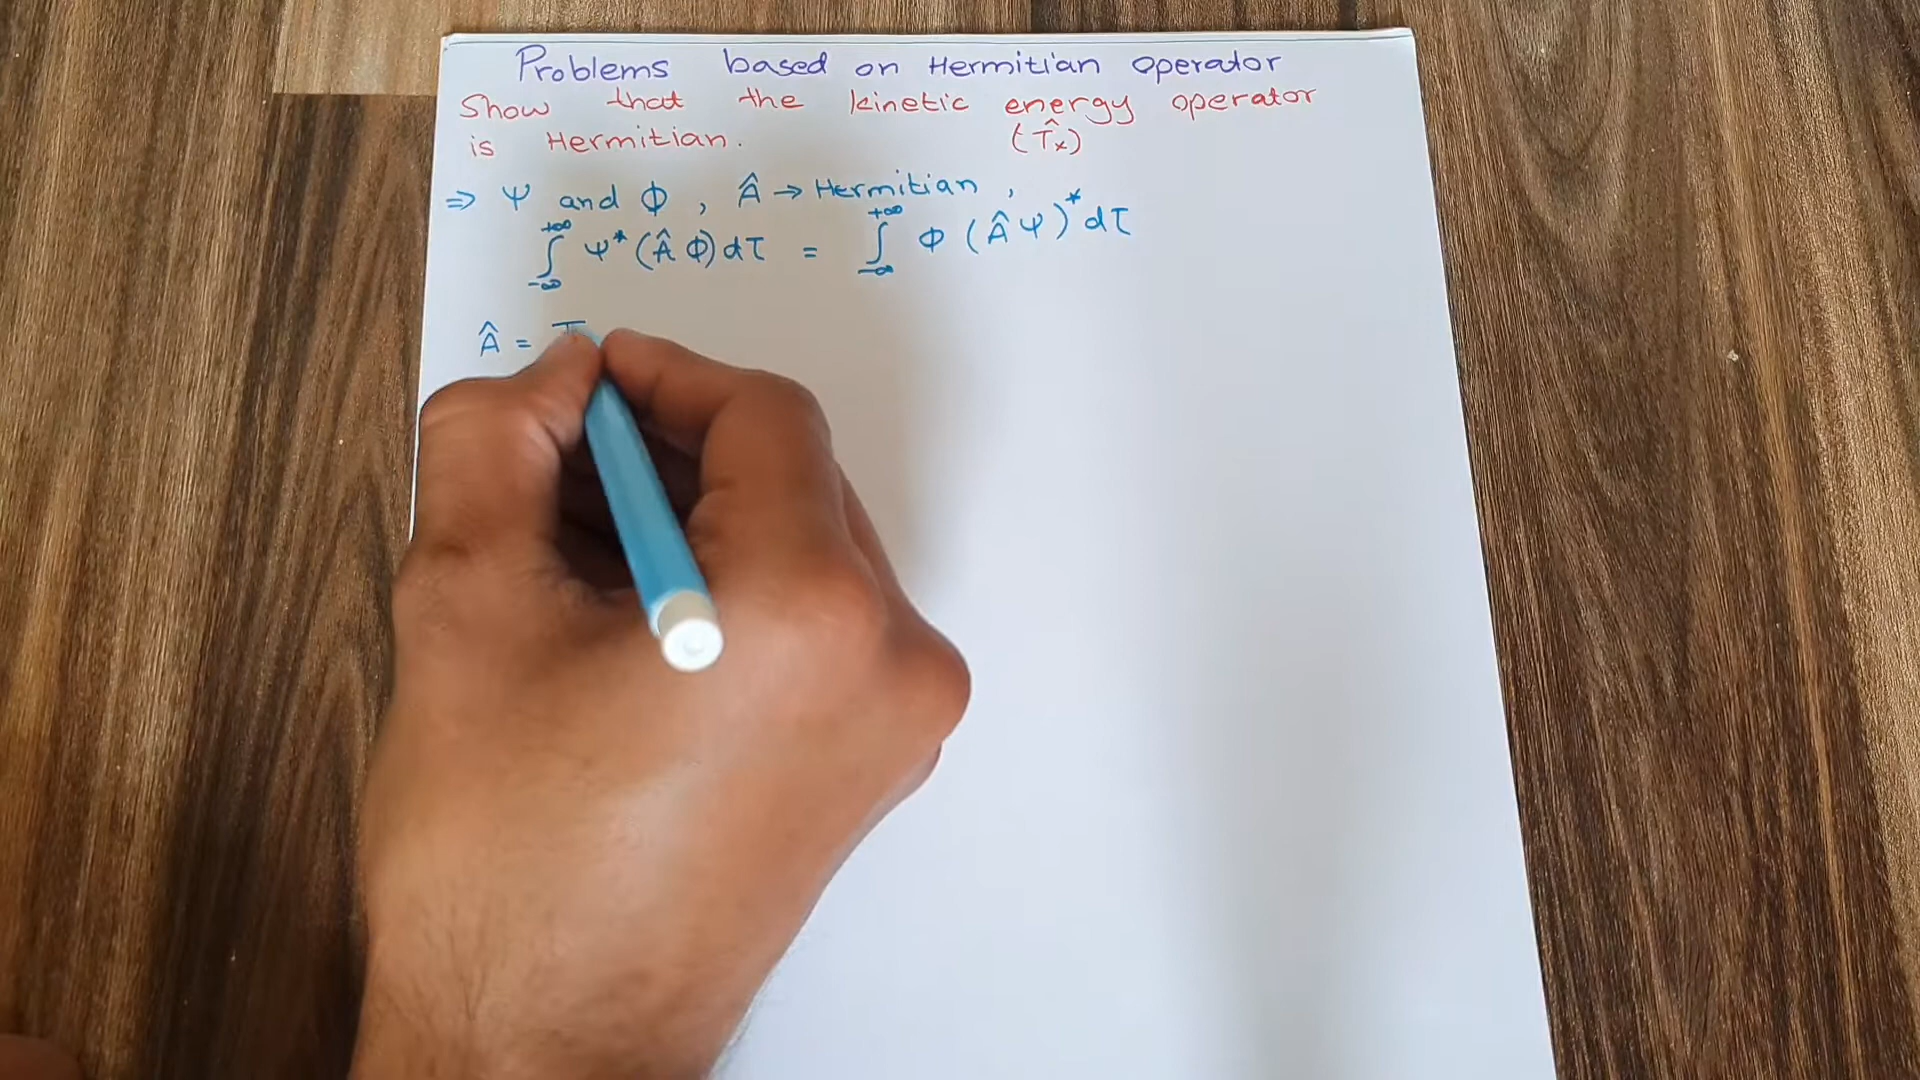 Problems based on Hermitian operator
Show that the kinetic energy operator
is Hermitian. (T̂ₓ)
⇒ Ψ and Φ , Â → Hermitian ,
∫₋∞⁺∞ Ψ* (Â Φ) dτ = ∫₋∞⁺∞ Φ (Â Ψ)* dτ
Â = T